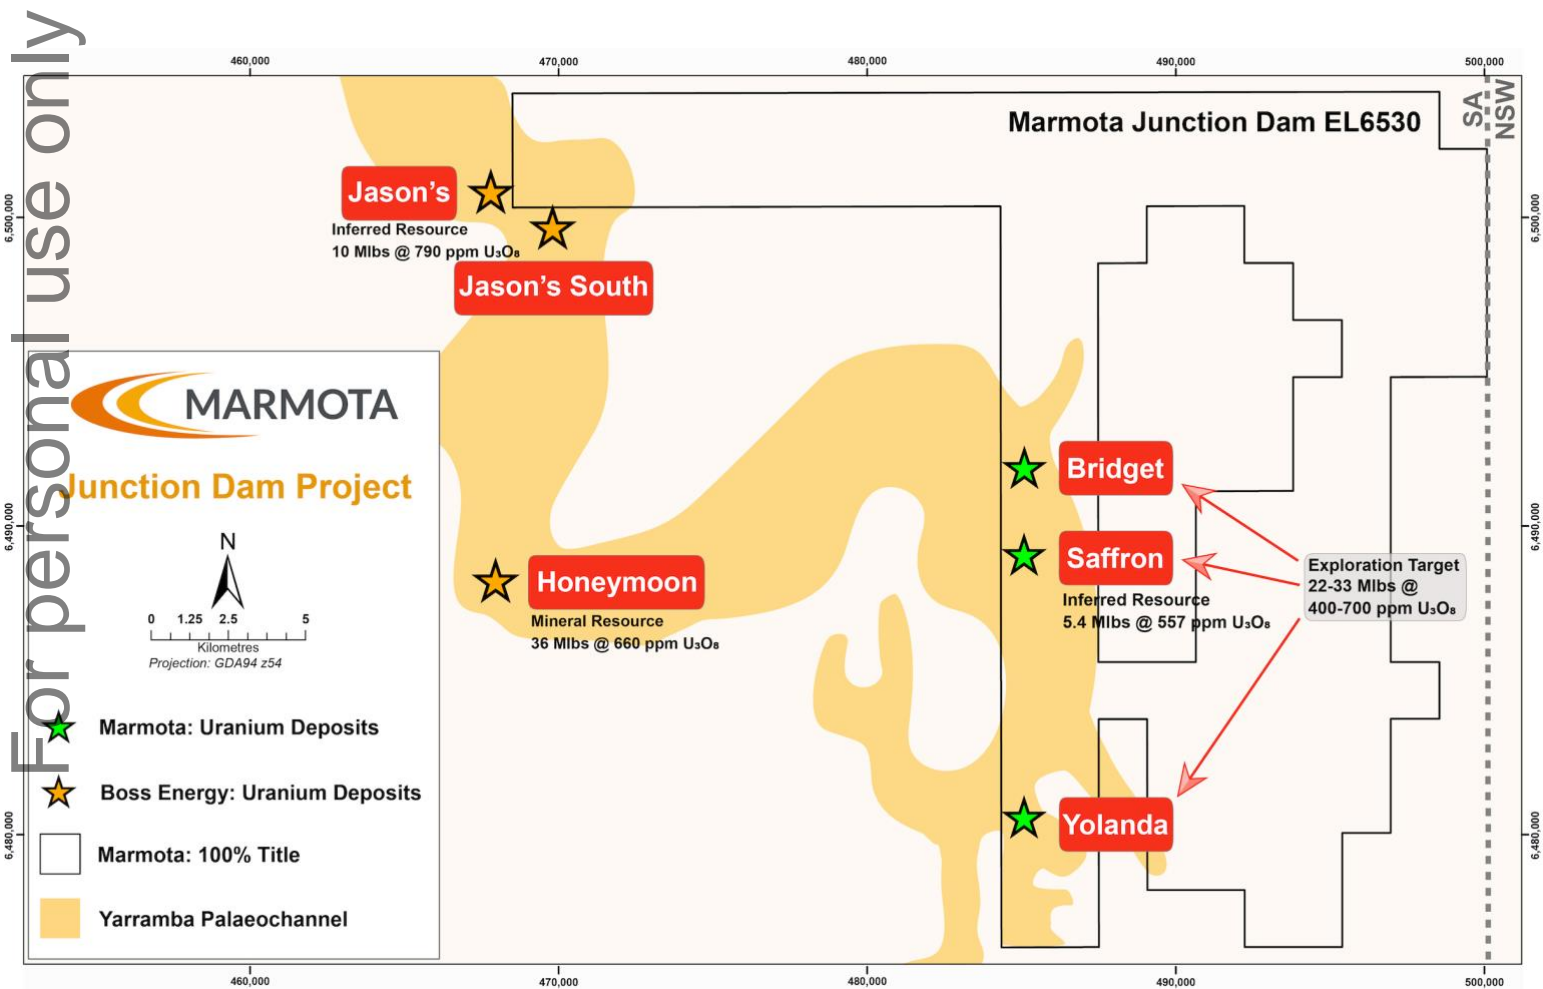 For personal use only
460,000
470,000
480,000
490,000
500,000
Marmota Junction Dam EL6530
SA
NSW
6,500,000
6,500,000
Jason's
Inferred Resource
10 Mlbs @ 790 ppm U₃O₈
Jason's South
MARMOTA
Junction Dam Project
N
0 1.25 2.5 5
Kilometres
Projection: GDA94 z54
Marmota: Uranium Deposits
Boss Energy: Uranium Deposits
Marmota: 100% Title
Yarramba Palaeochannel
Bridget
6,490,000
6,490,000
Saffron
Inferred Resource
5.4 Mlbs @ 557 ppm U₃O₈
Exploration Target
22-33 Mlbs @
400-700 ppm U₃O₈
Honeymoon
Mineral Resource
36 Mlbs @ 660 ppm U₃O₈
Yolanda
6,480,000
6,480,000
460,000
470,000
480,000
490,000
500,000